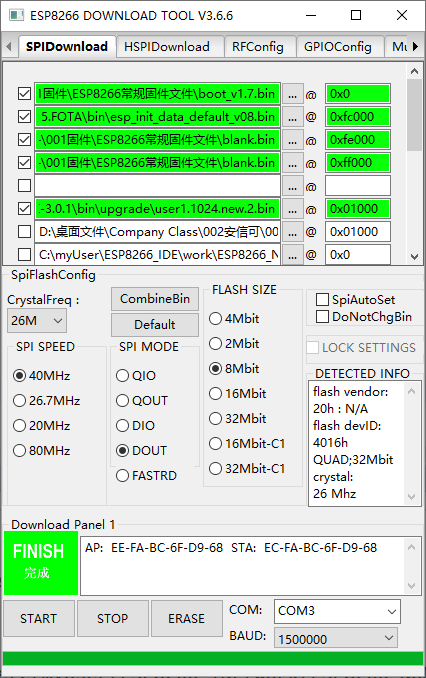 ESP8266 DOWNLOAD TOOL V3.6.6
SPIDownload HSPIDownload RFConfig GPIOConfig Mu
固件\ESP8266常规固件文件\boot_v1.7.bin ... @ 0x0
5.FOTA\bin\esp_init_data_default_v08.bin ... @ 0xfc000
\001固件\ESP8266常规固件文件\blank.bin ... @ 0xfe000
\001固件\ESP8266常规固件文件\blank.bin ... @ 0xff000
... @
-3.0.1\bin\upgrade\user1.1024.new.2.bin ... @ 0x01000
D:\桌面文件\Company Class\002安信可\00 ... @ 0x01000
C:\myUser\ESP8266_IDE\work\ESP8266_N ... @ 0x0
SpiFlashConfig
CrystalFreq :
26M
CombineBin
Default
SPI SPEED
40MHz
26.7MHz
20MHz
80MHz
SPI MODE
QIO
QOUT
DIO
DOUT
FASTRD
FLASH SIZE
4Mbit
2Mbit
8Mbit
16Mbit
32Mbit
16Mbit-C1
32Mbit-C1
SpiAutoSet
DoNotChgBin
LOCK SETTINGS
DETECTED INFO
flash vendor:
20h : N/A
flash devID:
4016h
QUAD;32Mbit
crystal:
26 Mhz
Download Panel 1
FINISH
完成
AP: EE-FA-BC-6F-D9-68 STA: EC-FA-BC-6F-D9-68
START STOP ERASE
COM: COM3
BAUD: 1500000